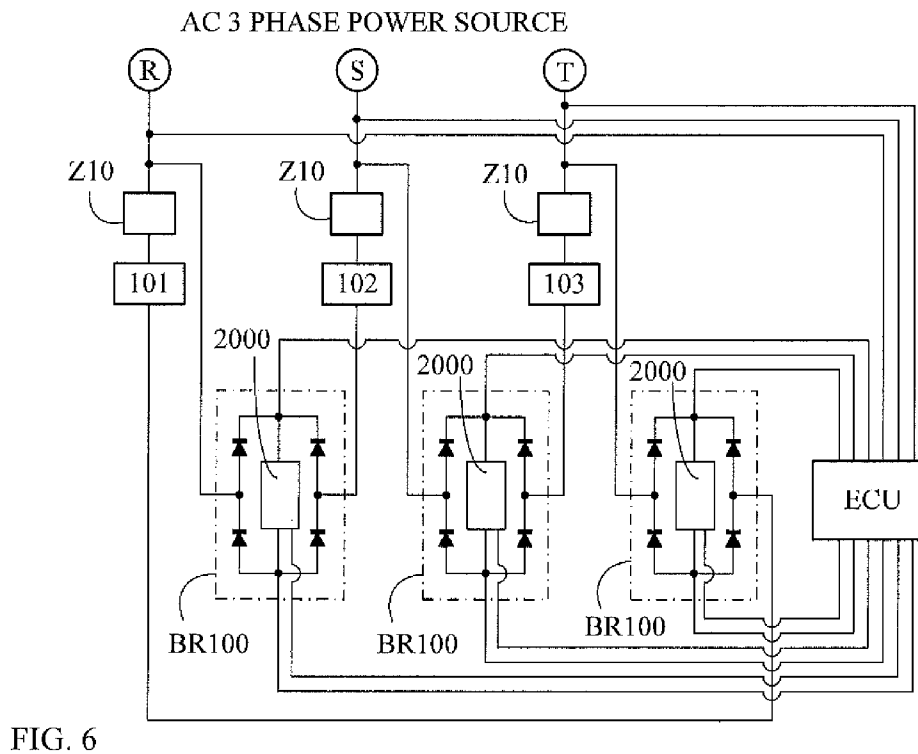 AC 3 PHASE POWER SOURCE
R S T
Z10 Z10 Z10
101 102 103
2000 2000 2000
ECU
BR100 BR100 BR100
FIG. 6